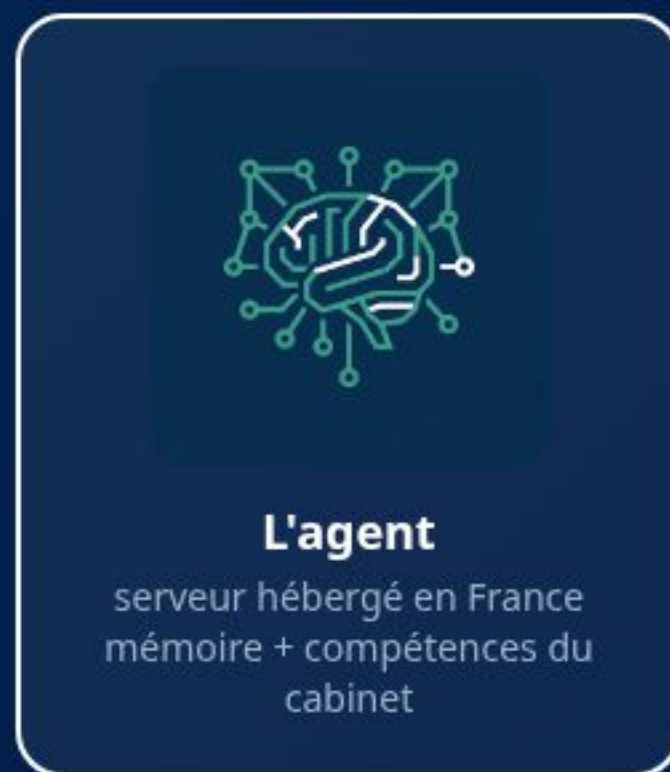 L'agent
serveur hébergé en France
mémoire + compétences du
cabinet